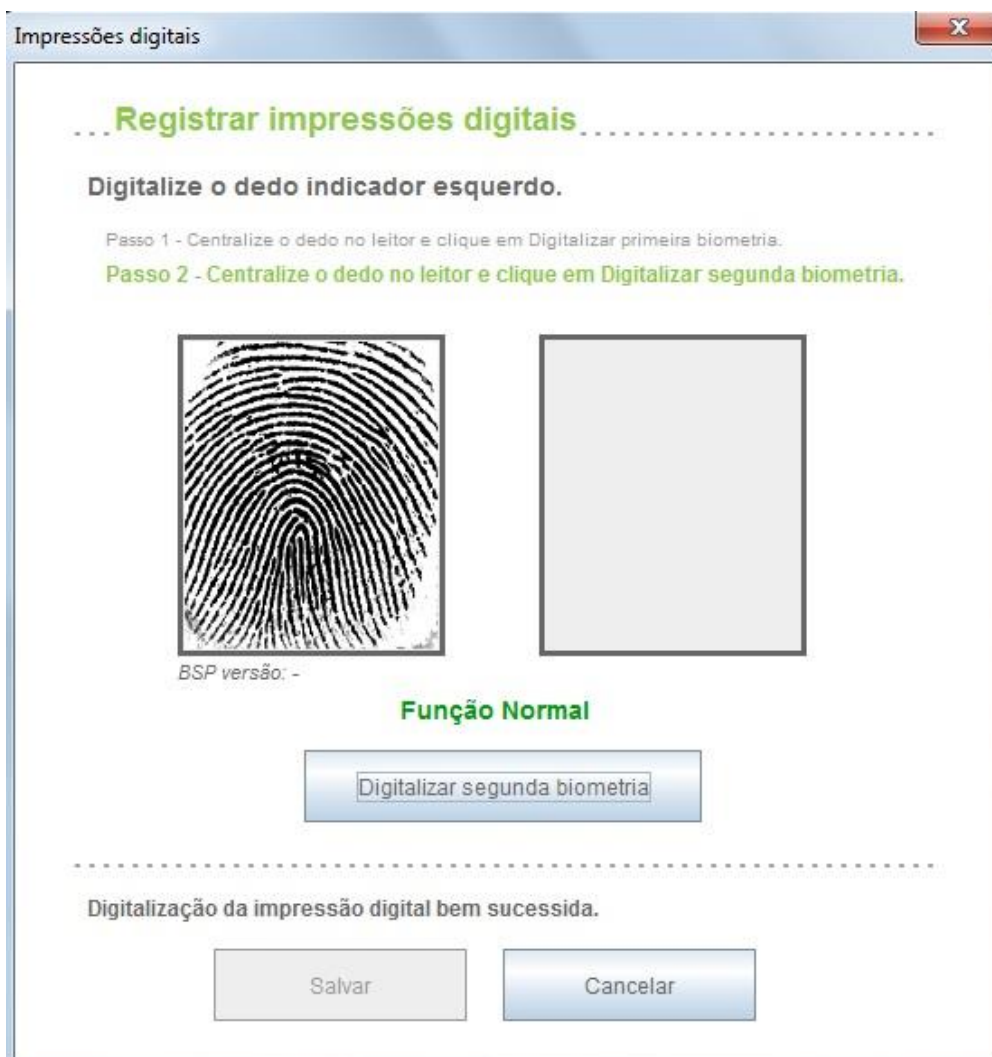 Impressões digitais
Registrar impressões digitais
Digitalize o dedo indicador esquerdo.
Passo 1 - Centralize o dedo no leitor e clique em Digitalizar primeira biometria.
Passo 2 - Centralize o dedo no leitor e clique em Digitalizar segunda biometria.
BSP versão: -
Função Normal
Digitalizar segunda biometria
Digitalização da impressão digital bem sucessida.
Salvar
Cancelar